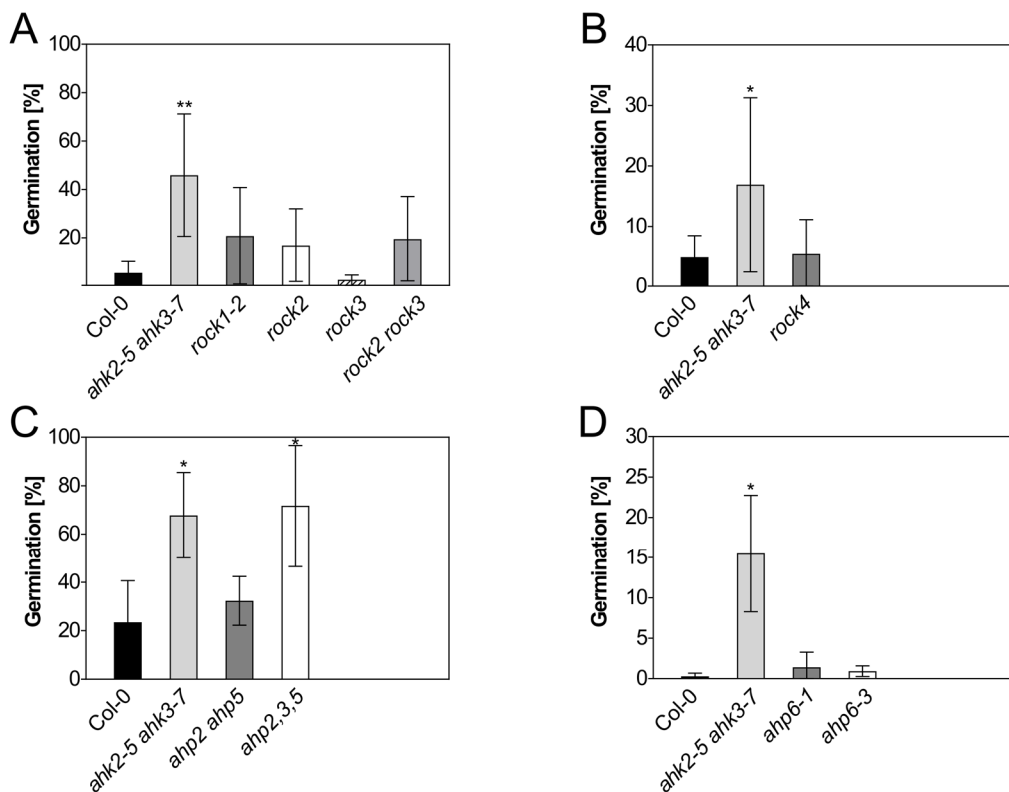 A
Germination [%]
100
80
60
40
20
**
Col-0
ahk2-5 ahk3-7
rock1-2
rock2
rock3
rock2 rock3
B
Germination [%]
40
30
20
10
0
*
Col-0
ahk2-5 ahk3-7
rock4
C
Germination [%]
100
80
60
40
20
0
*
*
Col-0
ahk2-5 ahk3-7
ahp2 ahp5
ahp2,3,5
D
Germination [%]
30
25
20
15
10
5
0
*
Col-0
ahk2-5 ahk3-7
ahp6-1
ahp6-3